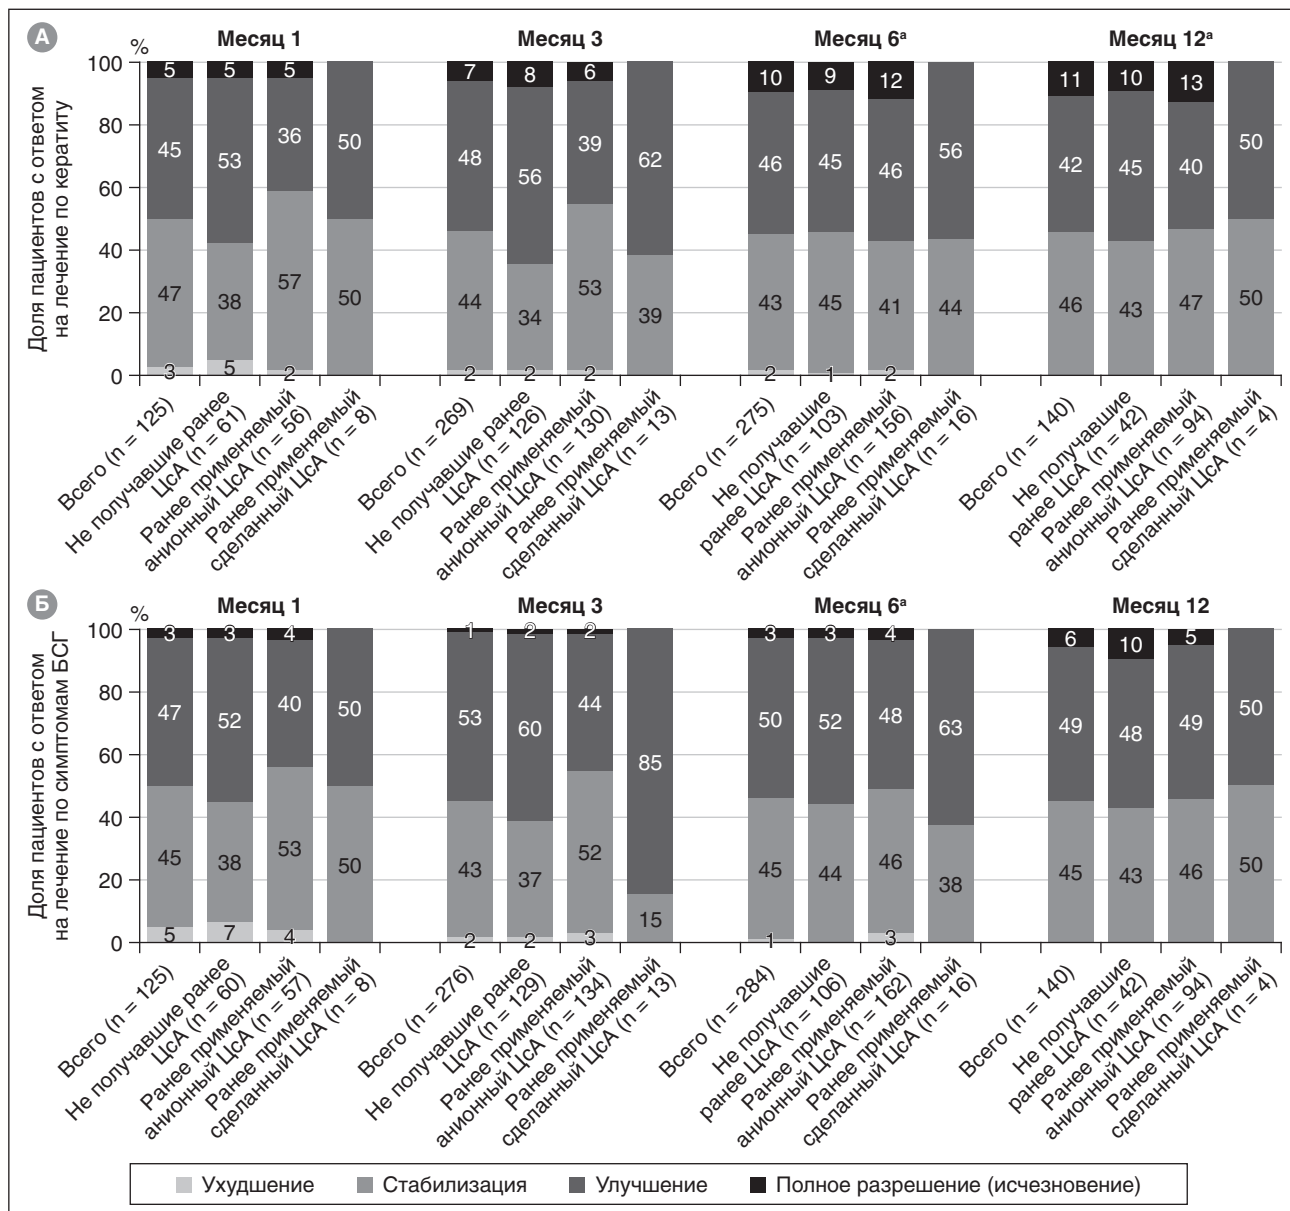 А
Доля пациентов с ответом
на лечение по кератиту
%
100
80
60
40
20
0
Месяц 1
5 5 5
45 53 36 50
47 38 57 50
3 5 2
Всего (n = 125)
Не получавшие ранее
ЦсА (n = 61)
Ранее применяемый
анионный ЦсА (n = 56)
Ранее применяемый
сделанный ЦсА (n = 8)
Месяц 3
7 8 6
48 56 39 62
44 34 53 39
2 2 2
Всего (n = 269)
Не получавшие ранее
ЦсА (n = 126)
Ранее применяемый
анионный ЦсА (n = 130)
Ранее применяемый
сделанный ЦсА (n = 13)
Месяц 6ª
10 9 12
46 45 46 56
43 45 41 44
2 1 2
Всего (n = 275)
Не получавшие
ранее ЦсА (n = 103)
Ранее применяемый
анионный ЦсА (n = 156)
Ранее применяемый
сделанный ЦсА (n = 16)
Месяц 12ª
11 10 13
42 45 40 50
46 43 47 50
Всего (n = 140)
Не получавшие
ранее ЦсА (n = 42)
Ранее применяемый
анионный ЦсА (n = 94)
Ранее применяемый
сделанный ЦсА (n = 4)
Б
Доля пациентов с ответом
на лечение по симптомам БСГ
%
100
80
60
40
20
0
Месяц 1
3 3 4
47 52 40 50
45 38 53 50
5 7 4
Всего (n = 125)
Не получавшие ранее
ЦсА (n = 60)
Ранее применяемый
анионный ЦсА (n = 57)
Ранее применяемый
сделанный ЦсА (n = 8)
Месяц 3
1 2 2
53 60 44 85
43 37 52 15
2 2 3
Всего (n = 276)
Не получавшие ранее
ЦсА (n = 129)
Ранее применяемый
анионный ЦсА (n = 134)
Ранее применяемый
сделанный ЦсА (n = 13)
Месяц 6ª
3 3 4
50 52 48 63
45 44 46 38
1 3
Всего (n = 284)
Не получавшие
ранее ЦсА (n = 106)
Ранее применяемый
анионный ЦсА (n = 162)
Ранее применяемый
сделанный ЦсА (n = 16)
Месяц 12
6 10 5
49 48 49 50
45 43 46 50
Всего (n = 140)
Не получавшие
ранее ЦсА (n = 42)
Ранее применяемый
анионный ЦсА (n = 94)
Ранее применяемый
сделанный ЦсА (n = 4)
Ухудшение Стабилизация Улучшение Полное разрешение (исчезновение)